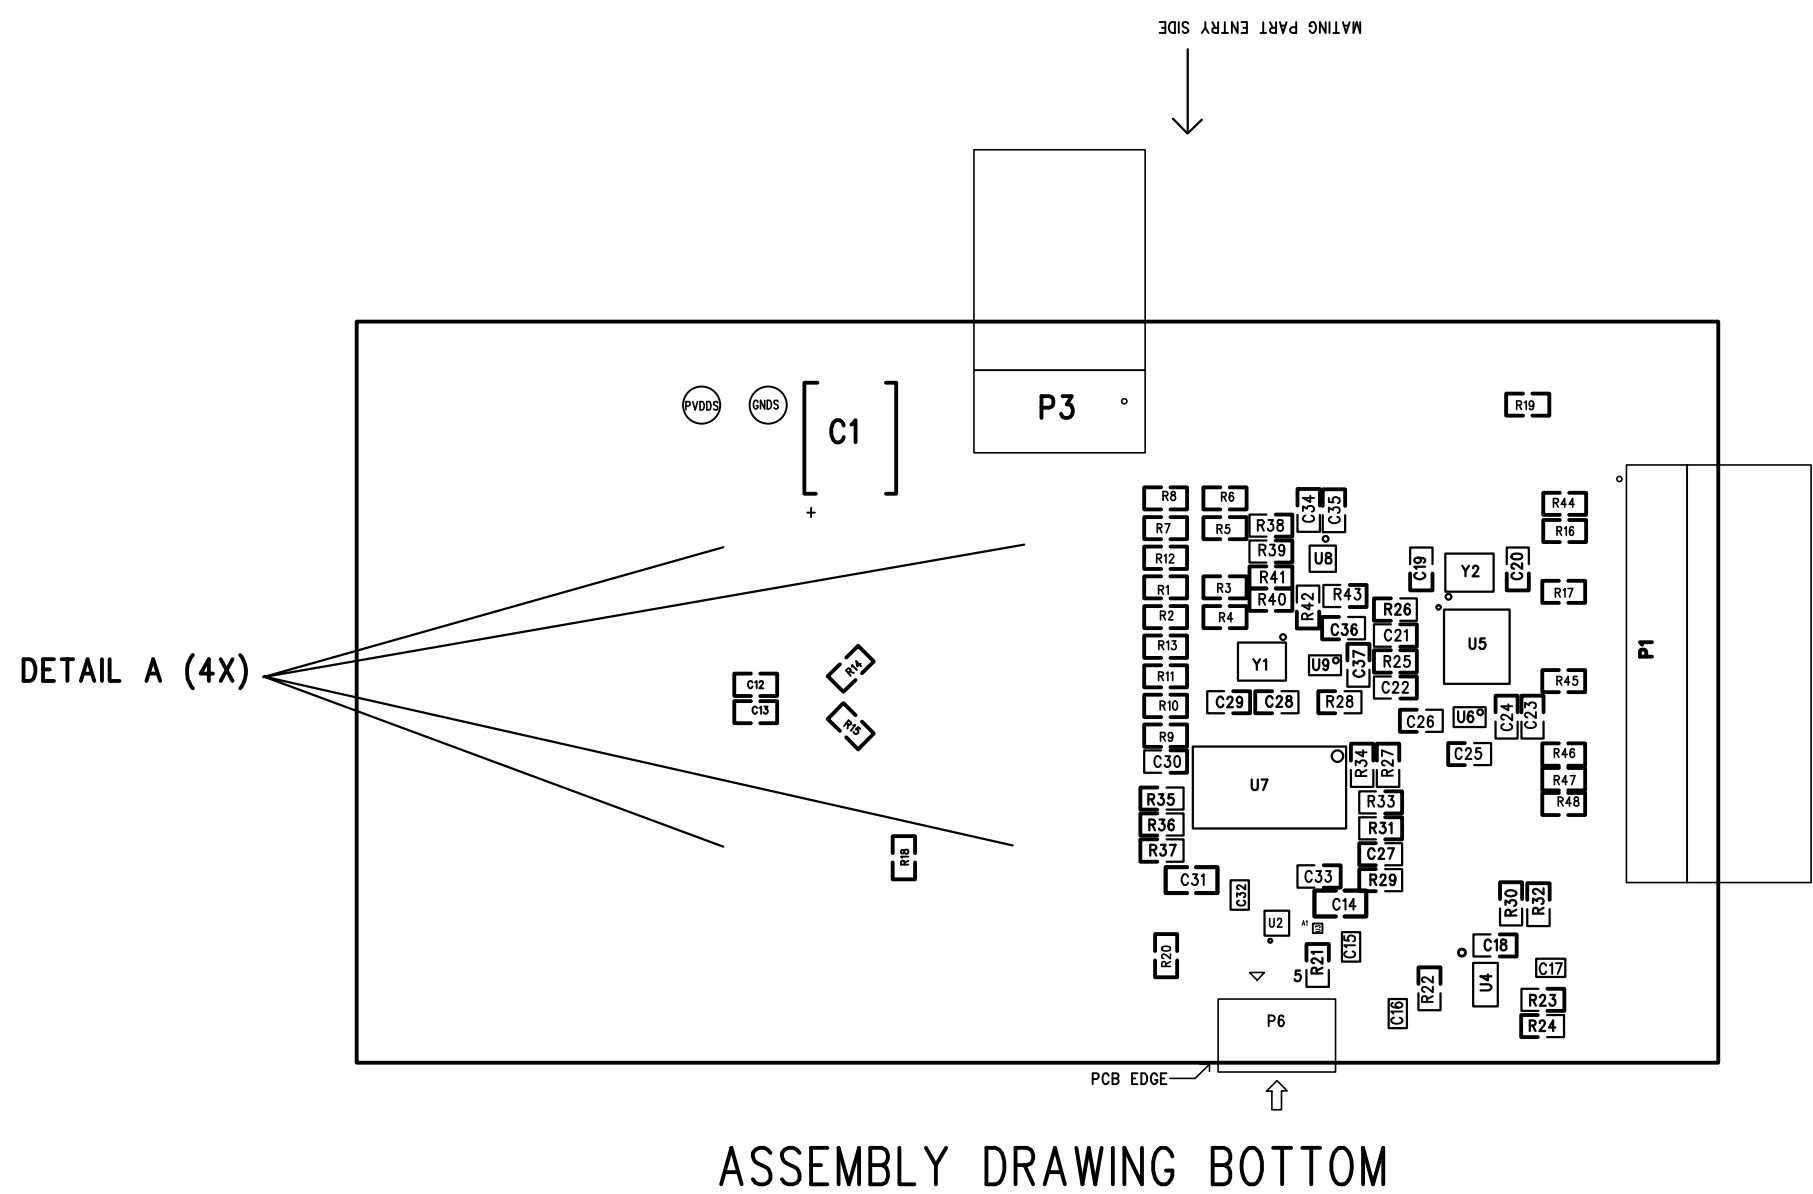 MATING PART ENTRY SIDE
PVDDS
GNDS
C1
+
P3
R19
R8
R6
C34
C35
R44
R7
R5
R38
R16
R12
R39
U8
C19
Y2
C20
R1
R3
R41
R43
R17
R2
R4
R40
R42
R26
C36
C21
U5
R13
Y1
U9
C37
R25
P1
DETAIL A (4X)
R14
R11
C22
R45
C12
C13
R10
C29
C28
R28
C26
U6
C24
C23
R15
R9
C30
R34
R27
C25
R46
U7
R47
R35
R33
R48
R36
R31
R37
C27
R18
C31
C33
R29
C32
C14
R30
R32
U2
A1
U3
R20
R21
C15
C18
5
C17
R22
U4
R23
C16
P6
R24
PCB EDGE
ASSEMBLY DRAWING BOTTOM